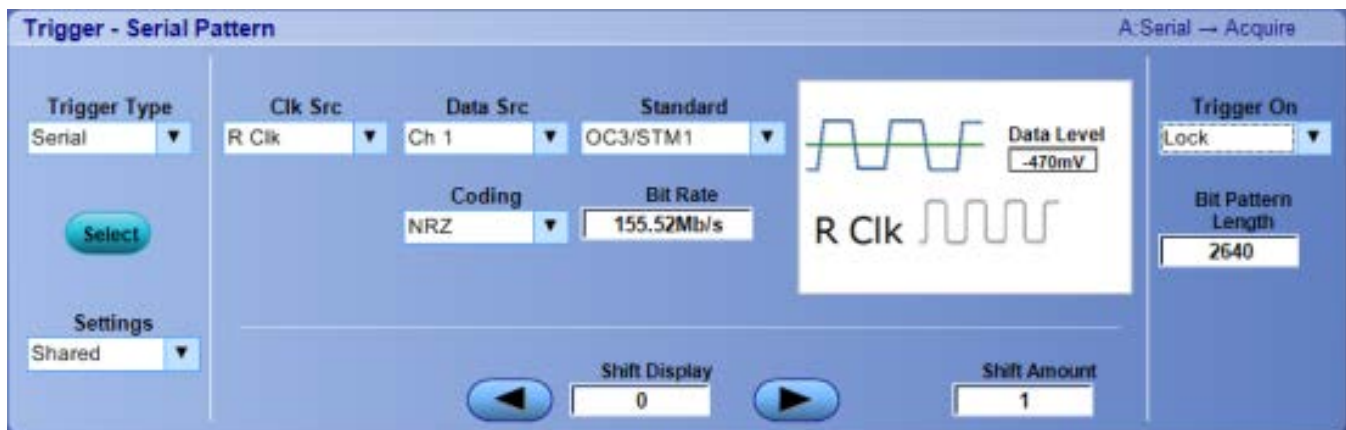 Trigger - Serial Pattern
A:Serial → Acquire
Trigger Type
Serial
Select
Settings
Shared
Clk Src
R Clk
Data Src
Ch 1
Standard
OC3/STM1
Coding
NRZ
Bit Rate
155.52Mb/s
Data Level
-470mV
R Clk
Shift Display
0
Shift Amount
1
Trigger On
Lock
Bit Pattern
Length
2640